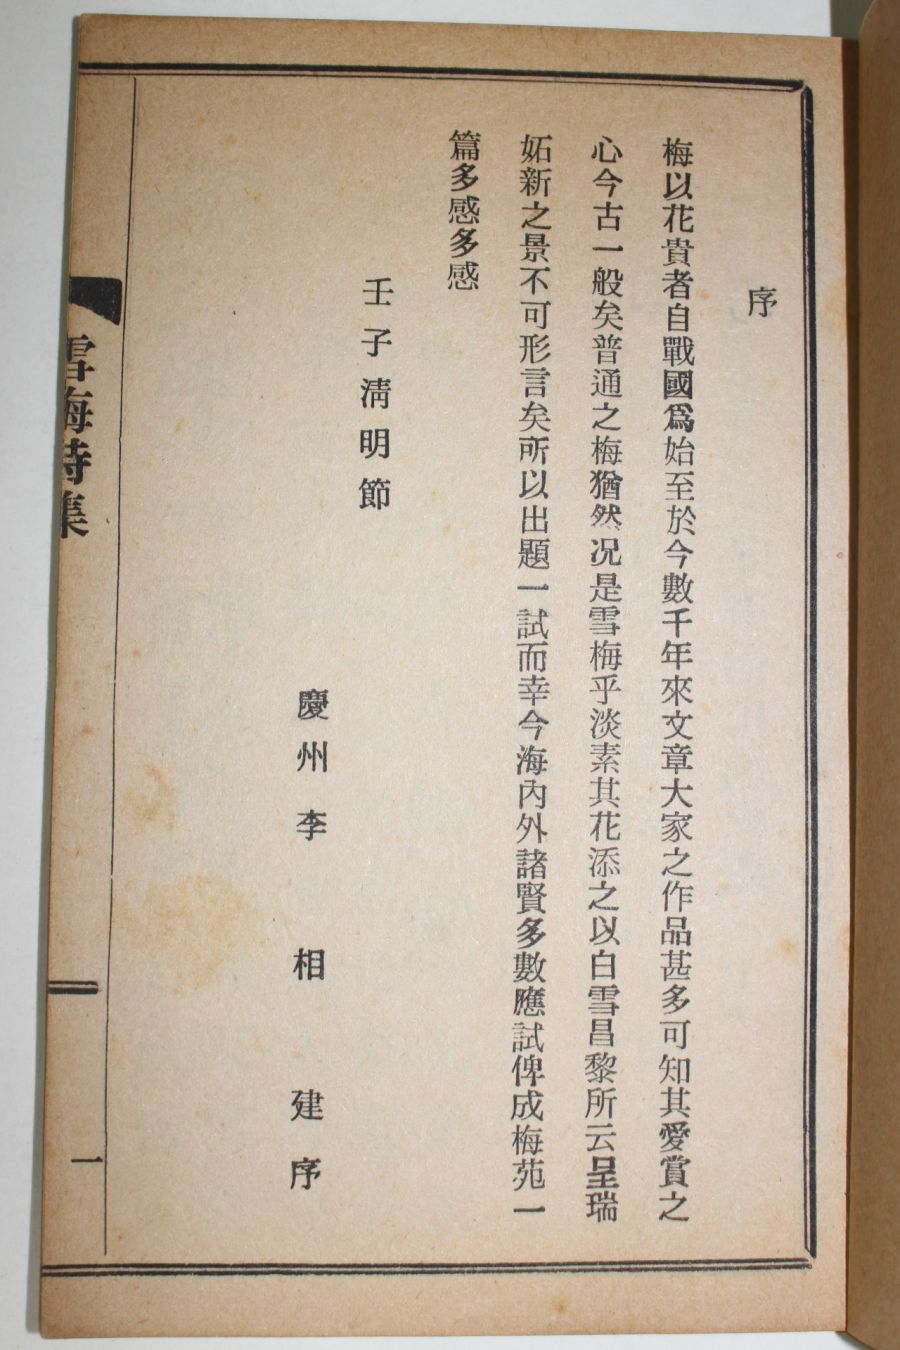 序
梅以花貴者自戰國爲始至於今數千年來文章大家之作品甚多可知其愛賞之
心今古一般矣普通之梅猶然况是雪梅乎淡素其花添之以白雪昌黎所云呈瑞
妬新之景不可形言矣所以出題一試而幸今海內外諸賢多數應試俾成梅苑一
篇多感多感
壬子淸明節
慶州李相建序
雪梅詩集
一